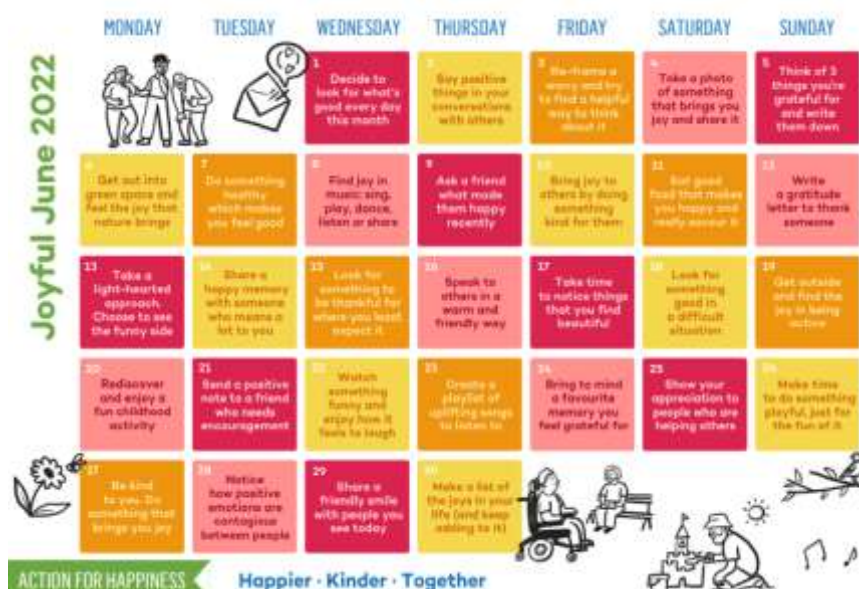 Joyful June 2022
MONDAY TUESDAY WEDNESDAY THURSDAY FRIDAY SATURDAY SUNDAY
1
Decide to
look for what's
good every day
this month
2
Say positive
things in your
conversations
with others
3
Re-frame a
worry and try
to find a helpful
way to think
about it
4
Take a photo
of something
that brings you
joy and share it
5
Think of 3
things you're
grateful for
and write
them down
6
Get out into
green space and
feel the joy that
nature brings
7
Do something
healthy
which makes
you feel good
8
Find joy in
music: sing,
play, dance,
listen or share
9
Ask a friend
what made
them happy
recently
10
Bring joy to
others by doing
something
kind for them
11
Eat good
food that makes
you happy and
really savour it
12
Write
a gratitude
letter to thank
someone
13
Take a
light-hearted
approach.
Choose to see
the funny side
14
Share a
happy memory
with someone
who means a
lot to you
15
Look for
something to
be thankful for
where you least
expect it
16
Speak to
others in a
warm and
friendly way
17
Take time
to notice things
that you find
beautiful
18
Look for
something
good in
a difficult
situation
19
Get outside
and find the
joy in being
active
20
Rediscover
and enjoy a
fun childhood
activity
21
Send a positive
note to a friend
who needs
encouragement
22
Watch
something
funny and
enjoy how it
feels to laugh
23
Create a
playlist of
uplifting songs
to listen to
24
Bring to mind
a favourite
memory you
feel grateful for
25
Show your
appreciation to
people who are
helping others
26
Make time
to do something
playful, just for
the fun of it
27
Be kind
to you. Do
something that
brings you joy
28
Notice
how positive
emotions are
contagious
between people
29
Share a
friendly smile
with people you
see today
30
Make a list of
the joys in your
life (and keep
adding to it)
ACTION FOR HAPPINESS
Happier · Kinder · Together